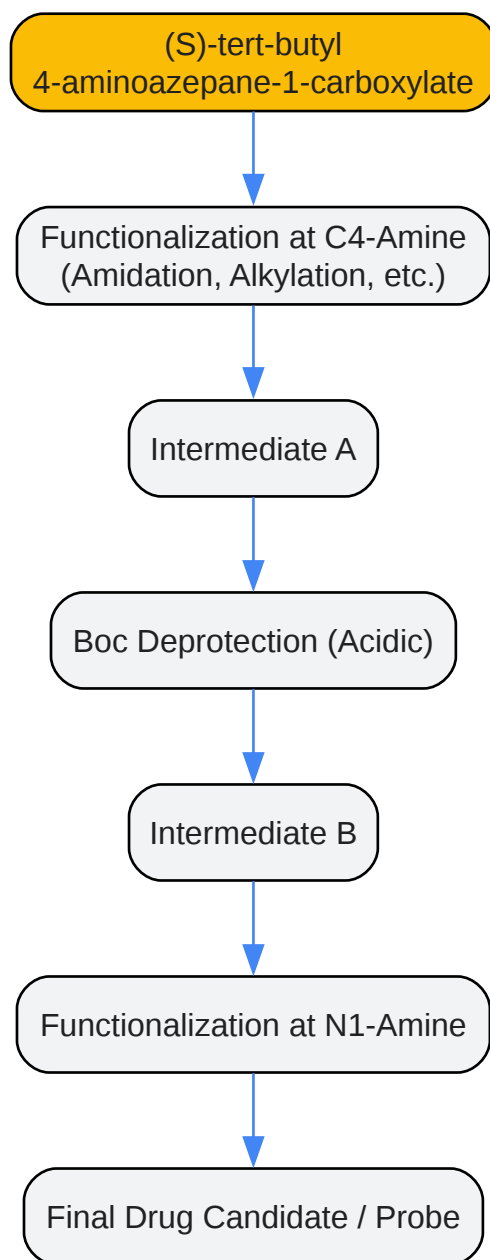 (S)-tert-butyl
4-aminoazepane-1-carboxylate
Functionalization at C4-Amine
(Amidation, Alkylation, etc.)
Intermediate A
Boc Deprotection (Acidic)
Intermediate B
Functionalization at N1-Amine
Final Drug Candidate / Probe